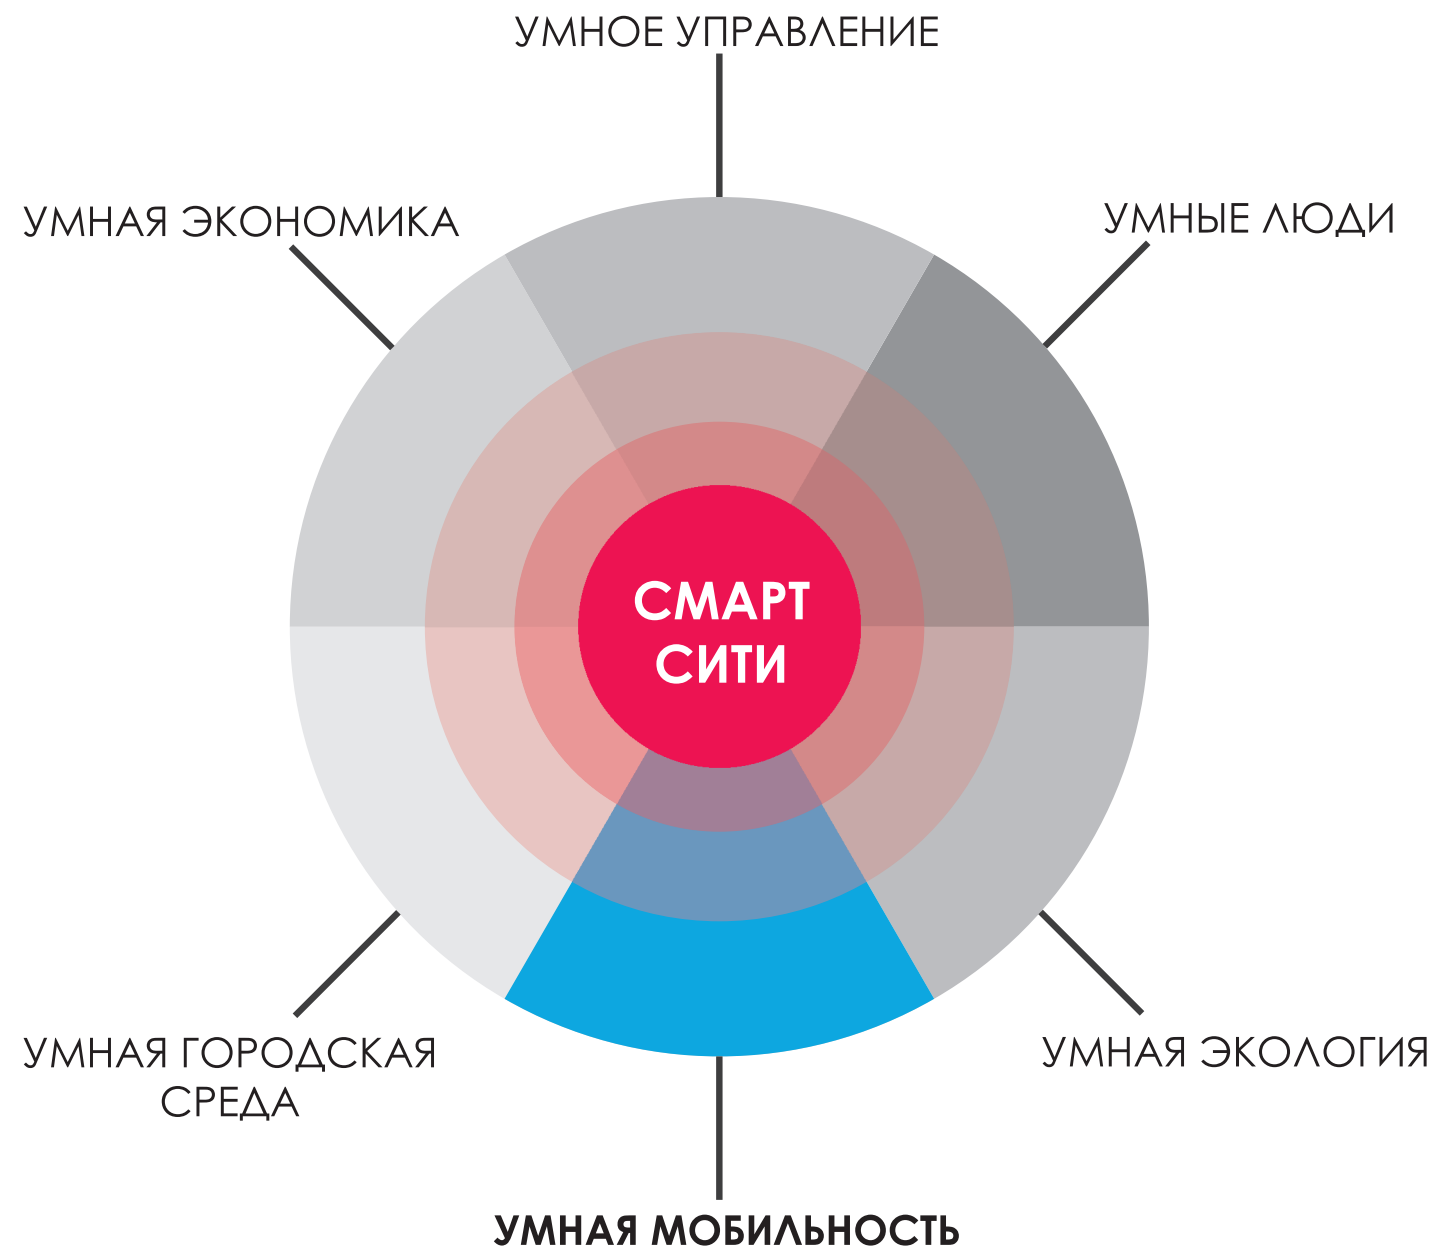 УМНОЕ УПРАВЛЕНИЕ
УМНАЯ ЭКОНОМИКА
УМНЫЕ ЛЮДИ
СМАРТ
СИТИ
УМНАЯ ГОРОДСКАЯ
СРЕДА
УМНАЯ ЭКОЛОГИЯ
УМНАЯ МОБИЛЬНОСТЬ